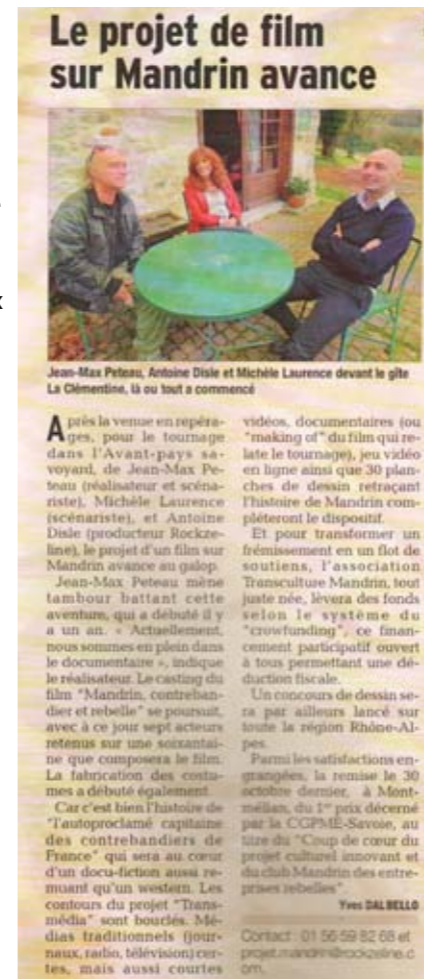 Le projet de film
sur Mandrin avance
Jean-Max Peteau, Antoine Disle et Michèle Laurence devant le gîte
La Clémentine, là ou tout a commencé
Après la venue en repéra-
ges, pour le tournage
dans l'Avant-pays sa-
voyard, de Jean-Max Pe-
teau (réalisateur et scéna-
riste), Michèle Laurence
(scénariste), et Antoine
Disle (producteur Rockze-
line), le projet d'un film sur
Mandrin avance au galop.
Jean-Max Peteau mène
tambour battant cette
aventure, qui a débuté il y
a un an. « Actuellement,
nous sommes en plein dans
le documentaire », indique
le réalisateur. Le casting du
film "Mandrin, contreban-
dier et rebelle" se poursuit,
avec à ce jour sept acteurs
retenus sur une soixantai-
ne que composera le film.
La fabrication des costu-
mes a débuté également.
Car c'est bien l'histoire de
"l'autoproclamé capitaine
des contrebandiers de
France" qui sera au cœur
d'un docu-fiction aussi re-
muant qu'un western. Les
contours du projet "Trans-
média" sont bouclés. Mé-
dias traditionnels (jour-
naux, radio, télévision) cer-
tes, mais aussi courtes
vidéos, documentaires (ou
"making of" du film qui re-
late le tournage), jeu vidéo
en ligne ainsi que 30 plan-
ches de dessin retraçant
l'histoire de Mandrin com-
pléteront le dispositif.
Et pour transformer un
frémissement en un flot de
soutiens, l'association
Transculture Mandrin, tout
juste née, lèvera des fonds
selon le système du
"crowfunding", ce finan-
cement participatif ouvert
à tous permettant une dé-
duction fiscale.
Un concours de dessin se-
ra par ailleurs lancé sur
toute la région Rhône-Al-
pes.
Parmi les satisfactions en-
grangées, la remise le 30
octobre dernier, à Mont-
mélian, du 1er prix décerné
par la CGPME-Savoie, au
titre du "Coup de cœur du
projet culturel innovant et
du club Mandrin des entre-
prises rebelles".
Yves DALBELLO
Contact : 01 56 59 82 68 et
projet.mandrin@rockzeline.c
om.